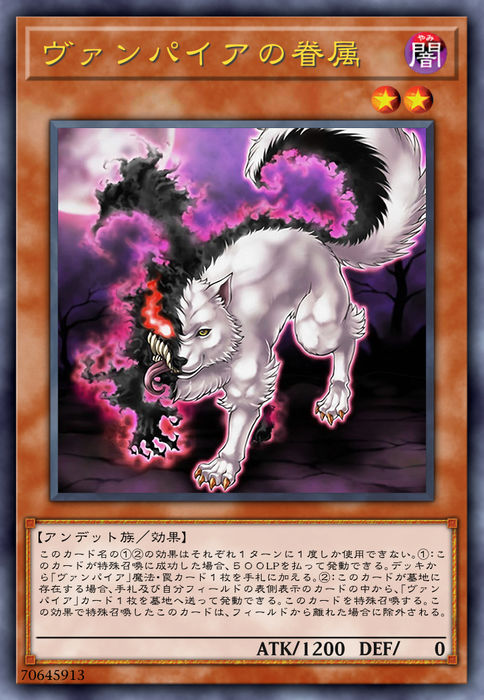 ヴァンパイアの眷属
やみ
闇
【アンデット族／効果】
このカード名の①②の効果はそれぞれ１ターンに１度しか使用できない。①：こ
のカードが特殊召喚に成功した場合、５００LPを払って発動できる。デッキか
ら「ヴァンパイア」魔法・罠カード１枚を手札に加える。②：このカードが墓地に
存在する場合、手札及び自分フィールドの表側表示のカードの中から、「ヴァン
パイア」カード１枚を墓地へ送って発動できる。このカードを特殊召喚する。こ
の効果で特殊召喚したこのカードは、フィールドから離れた場合に除外される。
ATK/1200 DEF/ 0
70645913